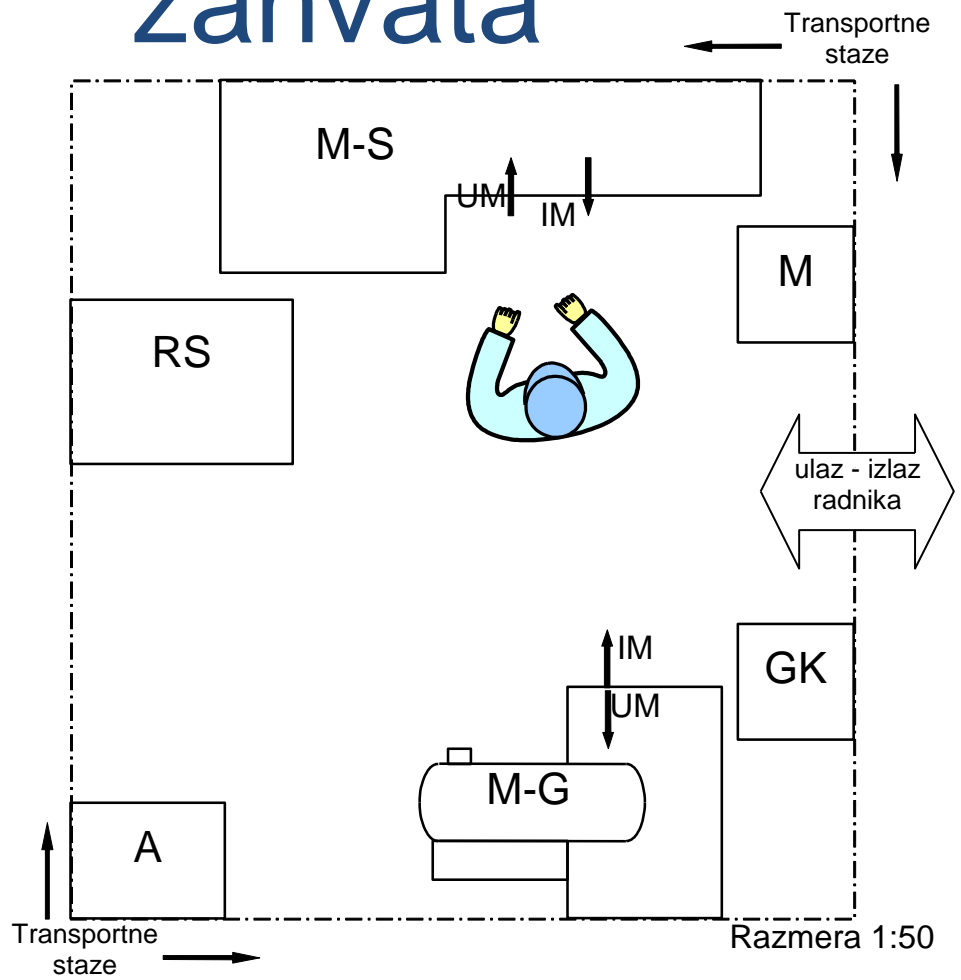 zahvata
Transportne
staze
M-S
UM
IM
M
RS
ulaz - izlaz
radnika
IM
GK
UM
M-G
A
Transportne
staze
Razmera 1:50